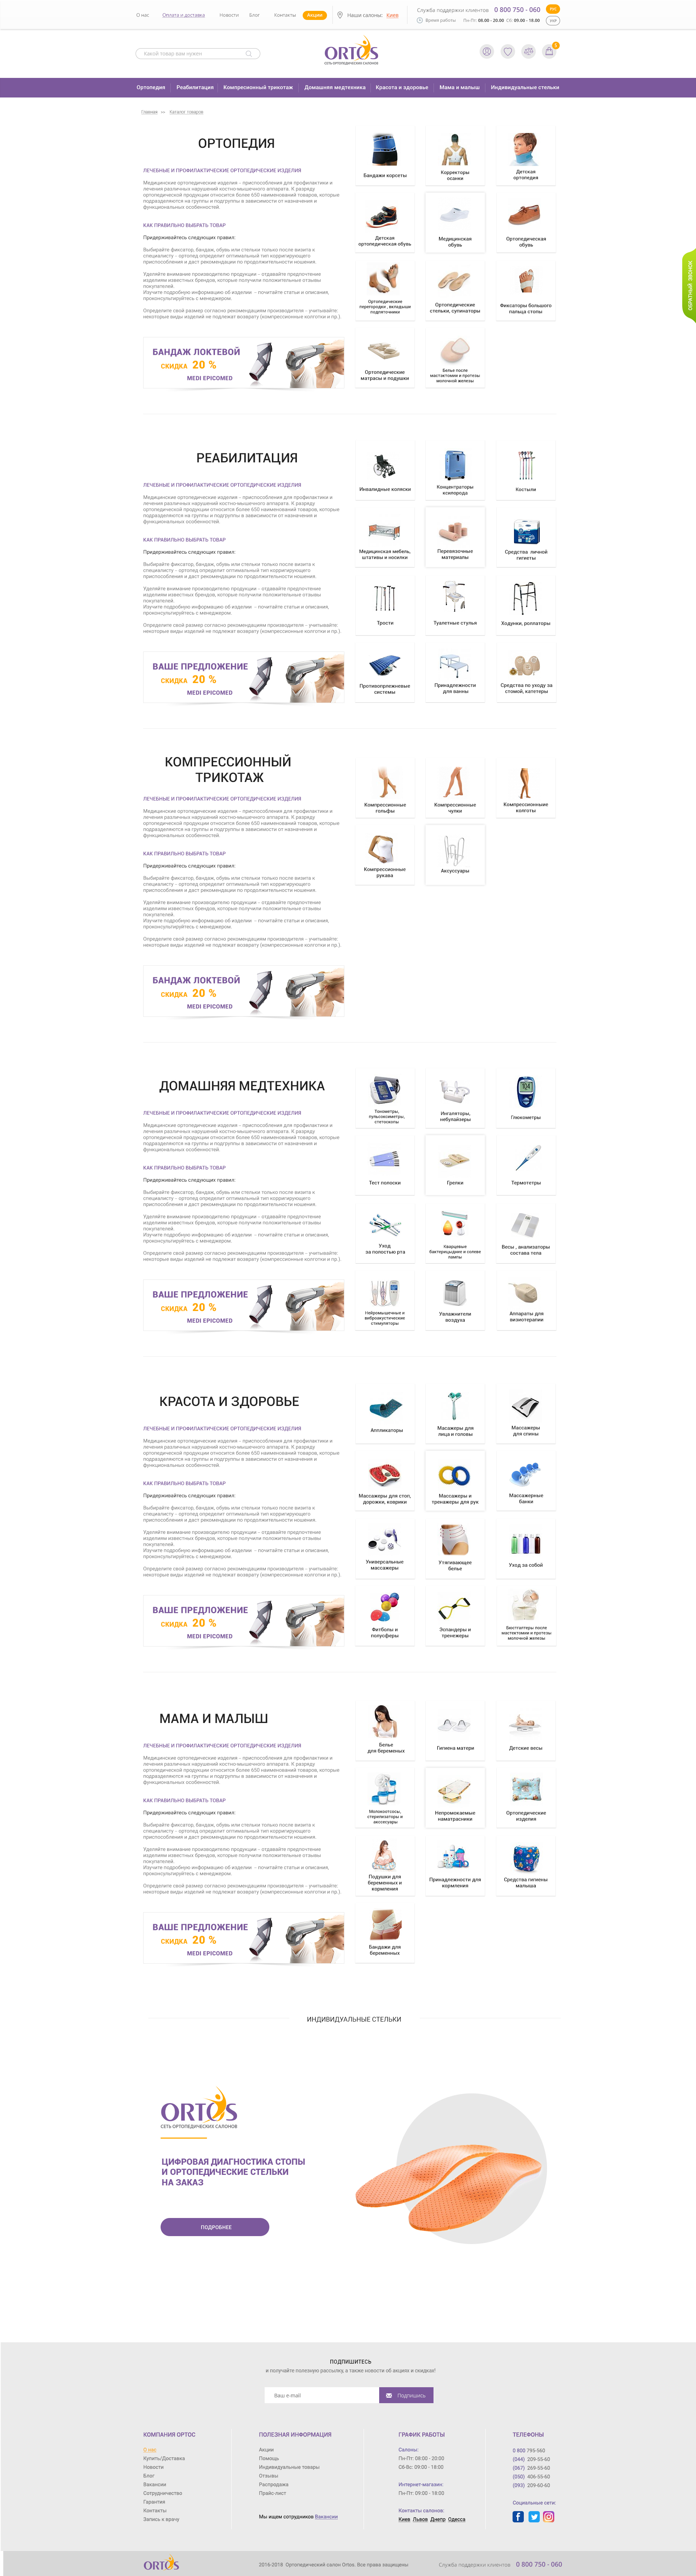 О нас   Оплата и доставка   Новости   Блог   Контакты   Акции   Наши салоны: Киев
Служба поддержки клиентов 0 800 750 - 060
Время работы Пн-Пт: 08.00 - 20.00 Сб: 09.00 - 18.00
РУС
УКР
Какой товар вам нужен
ORTOS
СЕТЬ ОРТОПЕДИЧЕСКИХ САЛОНОВ
Ортопедия   Реабилитация   Компресионный трикотаж   Домашняя медтехника   Красота и здоровье   Мама и малыш   Индивидуальные стельки
Главная   Каталог товаров
ОБРАТНЫЙ ЗВОНОК
ОРТОПЕДИЯ
ЛЕЧЕБНЫЕ И ПРОФИЛАКТИЧЕСКИЕ ОРТОПЕДИЧЕСКИЕ ИЗДЕЛИЯ
Медицинские ортопедические изделия - приспособления для профилактики и
лечения различных нарушений костно-мышечного аппарата. К разряду
ортопедической продукции относится более 650 наименований товаров, которые
подразделяются на группы и подгруппы в зависимости от назначения и
функциональных особенностей.
КАК ПРАВИЛЬНО ВЫБРАТЬ ТОВАР
Придерживайтесь следующих правил:
Выбирайте фиксатор, бандаж, обувь или стельки только после визита к
специалисту - ортопед определит оптимальный тип корригирующего
приспособления и даст рекомендации по продолжительности ношения.
Уделяйте внимание производителю продукции - отдавайте предпочтение
изделиям известных брендов, которые получили положительные отзывы
покупателей.
Изучите подробную информацию об изделии - почитайте статьи и описания,
проконсультируйтесь с менеджером.
Определите свой размер согласно рекомендациям производителя - учитывайте
некоторые виды изделий не подлежат возврату (компрессионные колготки и пр.).
БАНДАЖ ЛОКТЕВОЙ
СКИДКА 20 %
MEDI EPICOMED
Бандажи корсеты
Корректоры
осанки
Детская
ортопедия
Детская
ортопедическая обувь
Медицинская
обувь
Ортопедическая
обувь
Ортопедические
перегородки , вкладыши
подпяточники
Ортопедические
стельки, супинаторы
Фиксаторы большого
пальца стопы
Ортопедические
матрасы и подушки
Белье после
мастэктомии и протезы
молочной железы
РЕАБИЛИТАЦИЯ
ЛЕЧЕБНЫЕ И ПРОФИЛАКТИЧЕСКИЕ ОРТОПЕДИЧЕСКИЕ ИЗДЕЛИЯ
Медицинские ортопедические изделия - приспособления для профилактики и
лечения различных нарушений костно-мышечного аппарата. К разряду
ортопедической продукции относится более 650 наименований товаров, которые
подразделяются на группы и подгруппы в зависимости от назначения и
функциональных особенностей.
КАК ПРАВИЛЬНО ВЫБРАТЬ ТОВАР
Придерживайтесь следующих правил:
Выбирайте фиксатор, бандаж, обувь или стельки только после визита к
специалисту - ортопед определит оптимальный тип корригирующего
приспособления и даст рекомендации по продолжительности ношения.
Уделяйте внимание производителю продукции - отдавайте предпочтение
изделиям известных брендов, которые получили положительные отзывы
покупателей.
Изучите подробную информацию об изделии - почитайте статьи и описания,
проконсультируйтесь с менеджером.
Определите свой размер согласно рекомендациям производителя - учитывайте
некоторые виды изделий не подлежат возврату (компрессионные колготки и пр.).
ВАШЕ ПРЕДЛОЖЕНИЕ
СКИДКА 20 %
MEDI EPICOMED
Инвалидные коляски
Концентраторы
кселорода
Костыли
Медицинская мебель,
штативы и носилки
Перевязочные
материалы
Средства личной
гигиеты
Трости
Туалетные стулья
Ходунки, роллаторы
Противопрлежневые
системы
Принадлежности
для ванны
Средства по уходу за
стомой, катетеры
КОМПРЕССИОННЫЙ
ТРИКОТАЖ
ЛЕЧЕБНЫЕ И ПРОФИЛАКТИЧЕСКИЕ ОРТОПЕДИЧЕСКИЕ ИЗДЕЛИЯ
Медицинские ортопедические изделия - приспособления для профилактики и
лечения различных нарушений костно-мышечного аппарата. К разряду
ортопедической продукции относится более 650 наименований товаров, которые
подразделяются на группы и подгруппы в зависимости от назначения и
функциональных особенностей.
КАК ПРАВИЛЬНО ВЫБРАТЬ ТОВАР
Придерживайтесь следующих правил:
Выбирайте фиксатор, бандаж, обувь или стельки только после визита к
специалисту - ортопед определит оптимальный тип корригирующего
приспособления и даст рекомендации по продолжительности ношения.
Уделяйте внимание производителю продукции - отдавайте предпочтение
изделиям известных брендов, которые получили положительные отзывы
покупателей.
Изучите подробную информацию об изделии - почитайте статьи и описания,
проконсультируйтесь с менеджером.
Определите свой размер согласно рекомендациям производителя - учитывайте
некоторые виды изделий не подлежат возврату (компрессионные колготки и пр.).
БАНДАЖ ЛОКТЕВОЙ
СКИДКА 20 %
MEDI EPICOMED
Компрессионные
гольфы
Компрессионные
чулки
Компрессионныие
колготы
Компрессионные
рукава
Аксуссуары
ДОМАШНЯЯ МЕДТЕХНИКА
ЛЕЧЕБНЫЕ И ПРОФИЛАКТИЧЕСКИЕ ОРТОПЕДИЧЕСКИЕ ИЗДЕЛИЯ
Медицинские ортопедические изделия - приспособления для профилактики и
лечения различных нарушений костно-мышечного аппарата. К разряду
ортопедической продукции относится более 650 наименований товаров, которые
подразделяются на группы и подгруппы в зависимости от назначения и
функциональных особенностей.
КАК ПРАВИЛЬНО ВЫБРАТЬ ТОВАР
Придерживайтесь следующих правил:
Выбирайте фиксатор, бандаж, обувь или стельки только после визита к
специалисту - ортопед определит оптимальный тип корригирующего
приспособления и даст рекомендации по продолжительности ношения.
Уделяйте внимание производителю продукции - отдавайте предпочтение
изделиям известных брендов, которые получили положительные отзывы
покупателей.
Изучите подробную информацию об изделии - почитайте статьи и описания,
проконсультируйтесь с менеджером.
Определите свой размер согласно рекомендациям производителя - учитывайте
некоторые виды изделий не подлежат возврату (компрессионные колготки и пр.).
ВАШЕ ПРЕДЛОЖЕНИЕ
СКИДКА 20 %
MEDI EPICOMED
Тонометры,
пульсоксиметры,
стетоскопы
Ингаляторы,
небулайзеры
Глюкометры
Тест полоски
Грелки
Термотетры
Уход
за полостью рта
Кварцевые
бактерицыдние и солевк
лампы
Весы , анализаторы
состава тела
Нейромышечные и
виброакустические
стимуляторы
Увлажнители
воздуха
Аппараты для
визиотерапии
КРАСОТА И ЗДОРОВЬЕ
ЛЕЧЕБНЫЕ И ПРОФИЛАКТИЧЕСКИЕ ОРТОПЕДИЧЕСКИЕ ИЗДЕЛИЯ
Медицинские ортопедические изделия - приспособления для профилактики и
лечения различных нарушений костно-мышечного аппарата. К разряду
ортопедической продукции относится более 650 наименований товаров, которые
подразделяются на группы и подгруппы в зависимости от назначения и
функциональных особенностей.
КАК ПРАВИЛЬНО ВЫБРАТЬ ТОВАР
Придерживайтесь следующих правил:
Выбирайте фиксатор, бандаж, обувь или стельки только после визита к
специалисту - ортопед определит оптимальный тип корригирующего
приспособления и даст рекомендации по продолжительности ношения.
Уделяйте внимание производителю продукции - отдавайте предпочтение
изделиям известных брендов, которые получили положительные отзывы
покупателей.
Изучите подробную информацию об изделии - почитайте статьи и описания,
проконсультируйтесь с менеджером.
Определите свой размер согласно рекомендациям производителя - учитывайте
некоторые виды изделий не подлежат возврату (компрессионные колготки и пр.).
ВАШЕ ПРЕДЛОЖЕНИЕ
СКИДКА 20 %
MEDI EPICOMED
Аппликаторы
Масажеры для
лица и головы
Массажеры
для спины
Массажеры для стоп,
дорожки, коврики
Массажеры и
тренажеры для рук
Массажерные
банки
Универсальные
массажеры
Утягивающее
белье
Уход за собой
Фитболы и
полусферы
Эспандеры и
тренежеры
Бюстгалтеры после
мастектомии и протезы
молочной железы
МАМА И МАЛЫШ
ЛЕЧЕБНЫЕ И ПРОФИЛАКТИЧЕСКИЕ ОРТОПЕДИЧЕСКИЕ ИЗДЕЛИЯ
Медицинские ортопедические изделия - приспособления для профилактики и
лечения различных нарушений костно-мышечного аппарата. К разряду
ортопедической продукции относится более 650 наименований товаров, которые
подразделяются на группы и подгруппы в зависимости от назначения и
функциональных особенностей.
КАК ПРАВИЛЬНО ВЫБРАТЬ ТОВАР
Придерживайтесь следующих правил:
Выбирайте фиксатор, бандаж, обувь или стельки только после визита к
специалисту - ортопед определит оптимальный тип корригирующего
приспособления и даст рекомендации по продолжительности ношения.
Уделяйте внимание производителю продукции - отдавайте предпочтение
изделиям известных брендов, которые получили положительные отзывы
покупателей.
Изучите подробную информацию об изделии - почитайте статьи и описания,
проконсультируйтесь с менеджером.
Определите свой размер согласно рекомендациям производителя - учитывайте
некоторые виды изделий не подлежат возврату (компрессионные колготки и пр.).
ВАШЕ ПРЕДЛОЖЕНИЕ
СКИДКА 20 %
MEDI EPICOMED
Белье
для беременых
Гигиена матери
Детские весы
Молокоотсосы,
стерилизаторы и
аксессуары
Непромокаемые
наматрасники
Ортопедические
изделия
Подушки для
беременных и
кормления
Принадлежности для
кормления
Средства гигиены
малыша
Бандажи для
беременных
ИНДИВИДУАЛЬНЫЕ СТЕЛЬКИ
ORTOS
СЕТЬ ОРТОПЕДИЧЕСКИХ САЛОНОВ
ЦИФРОВАЯ ДИАГНОСТИКА СТОПЫ
И ОРТОПЕДИЧЕСКИЕ СТЕЛЬКИ
НА ЗАКАЗ
ПОДРОБНЕЕ
ПОДПИШИТЕСЬ
и получайте полезную рассылку, а также новости об акциях и скидках!
Ваш e-mail
Подпишись
КОМПАНИЯ ОРТОС
О нас
Купить/Доставка
Новости
Блог
Вакансии
Сотрудничество
Гарантия
Контакты
Запись к врачу
ПОЛЕЗНАЯ ИНФОРМАЦИЯ
Акции
Помощь
Индивидуальные товары
Отзывы
Распродажа
Прайс-лист
Мы ищем сотрудников Вакансии
ГРАФИК РАБОТЫ
Салоны:
Пн-Пт: 08:00 - 20:00
Сб-Вс: 09:00 - 18:00
Интернет-магазин:
Пн-Пт: 09:00 - 18:00
Контакты салонов:
Киев Львов Днепр Одесса
ТЕЛЕФОНЫ
0 800 793-060
(044) 209-50-60
(067) 269-50-60
(050) 406-50-60
(093) 209-60-60
Социальные сети:
ORTOS
2016-2018 Ортопедический салон Ortos. Все права защищены
Служба поддержки клиентов 0 800 750 - 060